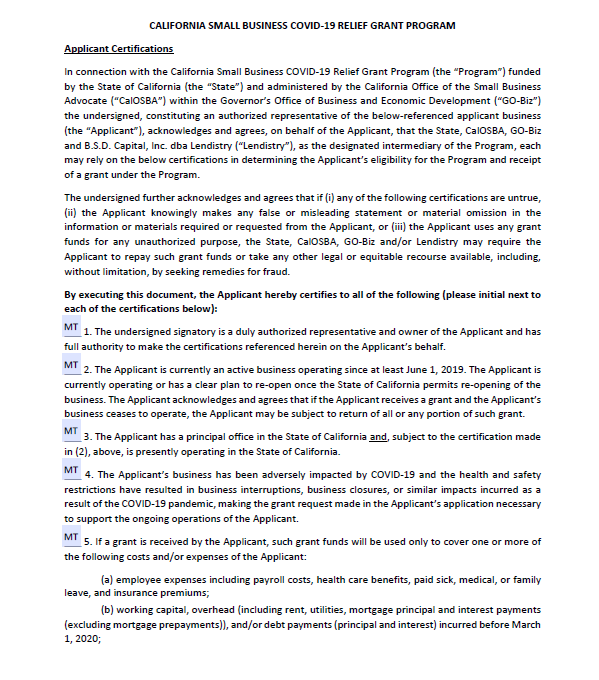 CALIFORNIA SMALL BUSINESS COVID-19 RELIEF GRANT PROGRAM
Applicant Certifications
In connection with the California Small Business COVID-19 Relief Grant Program (the “Program”) funded
by the State of California (the “State”) and administered by the California Office of the Small Business
Advocate (“CalOSBA”) within the Governor’s Office of Business and Economic Development (“GO-Biz”)
the undersigned, constituting an authorized representative of the below-referenced applicant business
(the “Applicant”), acknowledges and agrees, on behalf of the Applicant, that the State, CalOSBA, GO-Biz
and B.S.D. Capital, Inc. dba Lendistry (“Lendistry”), as the designated intermediary of the Program, each
may rely on the below certifications in determining the Applicant’s eligibility for the Program and receipt
of a grant under the Program.
The undersigned further acknowledges and agrees that if (i) any of the following certifications are untrue,
(ii) the Applicant knowingly makes any false or misleading statement or material omission in the
information or materials required or requested from the Applicant, or (iii) the Applicant uses any grant
funds for any unauthorized purpose, the State, CalOSBA, GO-Biz and/or Lendistry may require the
Applicant to repay such grant funds or take any other legal or equitable recourse available, including,
without limitation, by seeking remedies for fraud.
By executing this document, the Applicant hereby certifies to all of the following (please initial next to
each of the certifications below):
MT 1. The undersigned signatory is a duly authorized representative and owner of the Applicant and has
full authority to make the certifications referenced herein on the Applicant’s behalf.
MT 2. The Applicant is currently an active business operating since at least June 1, 2019. The Applicant is
currently operating or has a clear plan to re-open once the State of California permits re-opening of the
business. The Applicant acknowledges and agrees that if the Applicant receives a grant and the Applicant’s
business ceases to operate, the Applicant may be subject to return of all or any portion of such grant.
MT 3. The Applicant has a principal office in the State of California and, subject to the certification made
in (2), above, is presently operating in the State of California.
MT 4. The Applicant’s business has been adversely impacted by COVID-19 and the health and safety
restrictions have resulted in business interruptions, business closures, or similar impacts incurred as a
result of the COVID-19 pandemic, making the grant request made in the Applicant’s application necessary
to support the ongoing operations of the Applicant.
MT 5. If a grant is received by the Applicant, such grant funds will be used only to cover one or more of
the following costs and/or expenses of the Applicant:
(a) employee expenses including payroll costs, health care benefits, paid sick, medical, or family
leave, and insurance premiums;
(b) working capital, overhead (including rent, utilities, mortgage principal and interest payments
(excluding mortgage prepayments)), and/or debt payments (principal and interest) incurred before March
1, 2020;